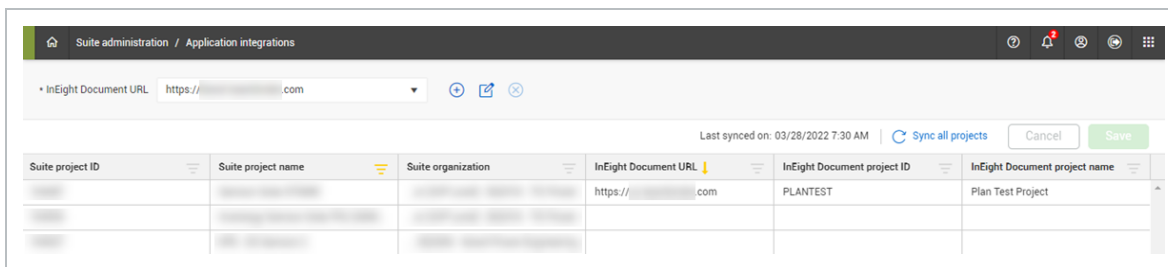 Suite administration / Application integrations
2
* InEight Document URL https:// .com
Last synced on: 03/28/2022 7:30 AM Sync all projects Cancel Save
Suite project ID Suite project name Suite organization InEight Document URL InEight Document project ID InEight Document project name
https:// .com PLANTEST Plan Test Project